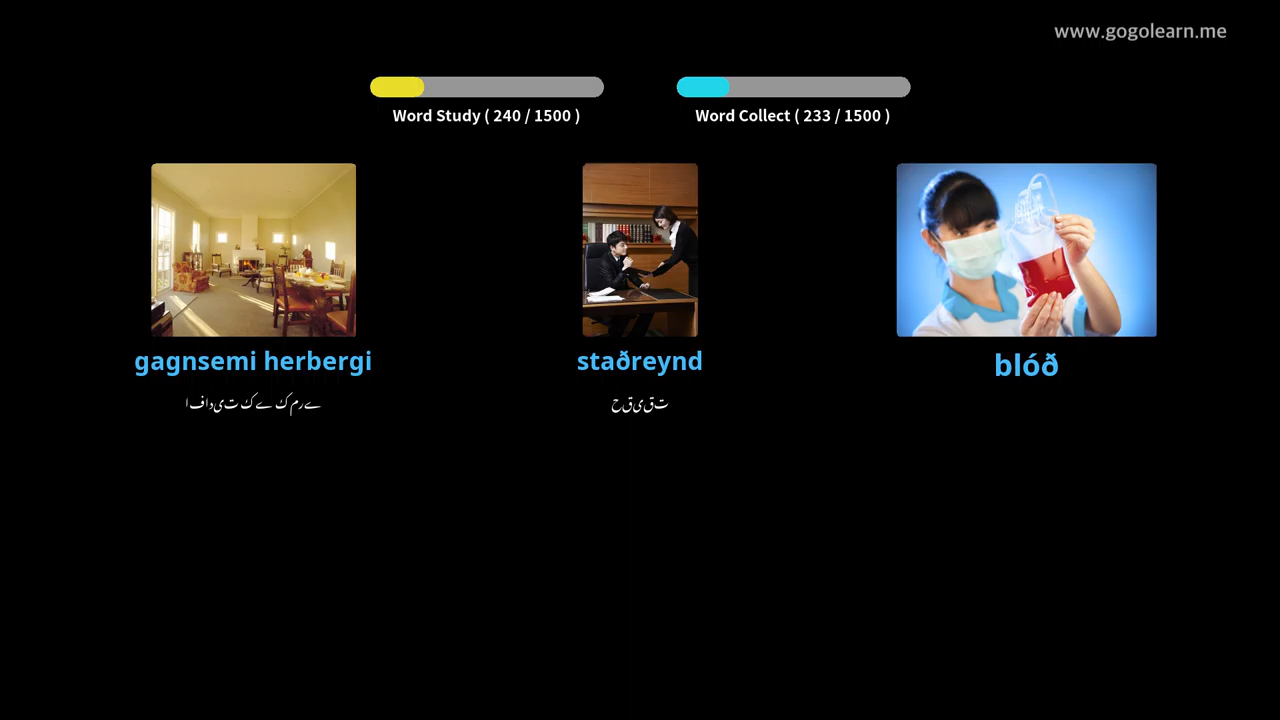 www.gogolearn.me
Word Study ( 240 / 1500 )
Word Collect ( 233 / 1500 )
gagnsemi herbergi
افادیت کے کمرے
staðreynd
حقیقت
blóð